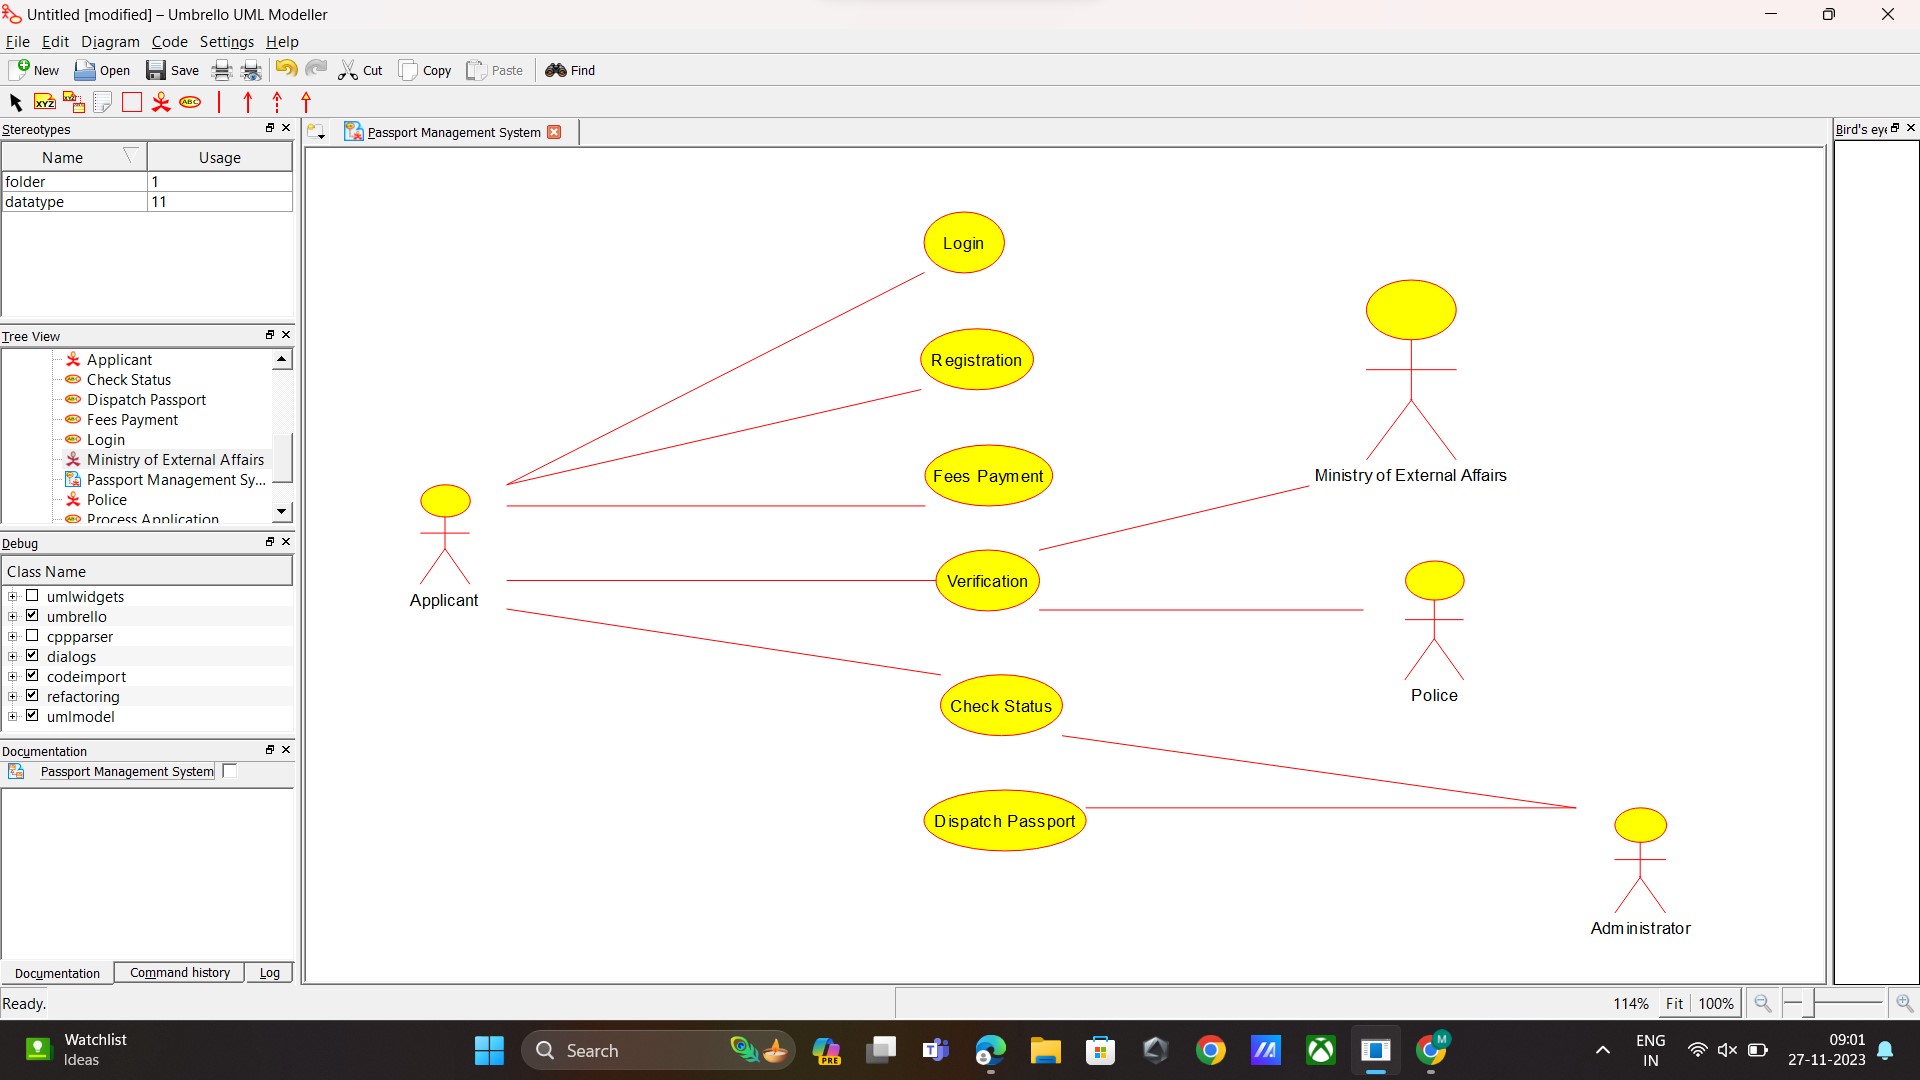 Untitled [modified] – Umbrello UML Modeller
File Edit Diagram Code Settings Help
New Open Save Cut Copy Paste Find
XYZ ABC
Stereotypes
Name Usage
folder 1
datatype 11
Tree View
Applicant
Check Status
Dispatch Passport
Fees Payment
Login
Ministry of External Affairs
Passport Management Sy...
Police
Process Application
Debug
Class Name
umlwidgets
umbrello
cppparser
dialogs
codeimport
refactoring
umlmodel
Documentation
Passport Management System
Documentation Command history Log
Ready.
Passport Management System
Login
Registration
Fees Payment
Verification
Check Status
Dispatch Passport
Applicant
Ministry of External Affairs
Police
Administrator
Bird's eye
114% Fit 100%
Watchlist
Ideas
Search
PRE
M
ENG
IN
09:01
27-11-2023